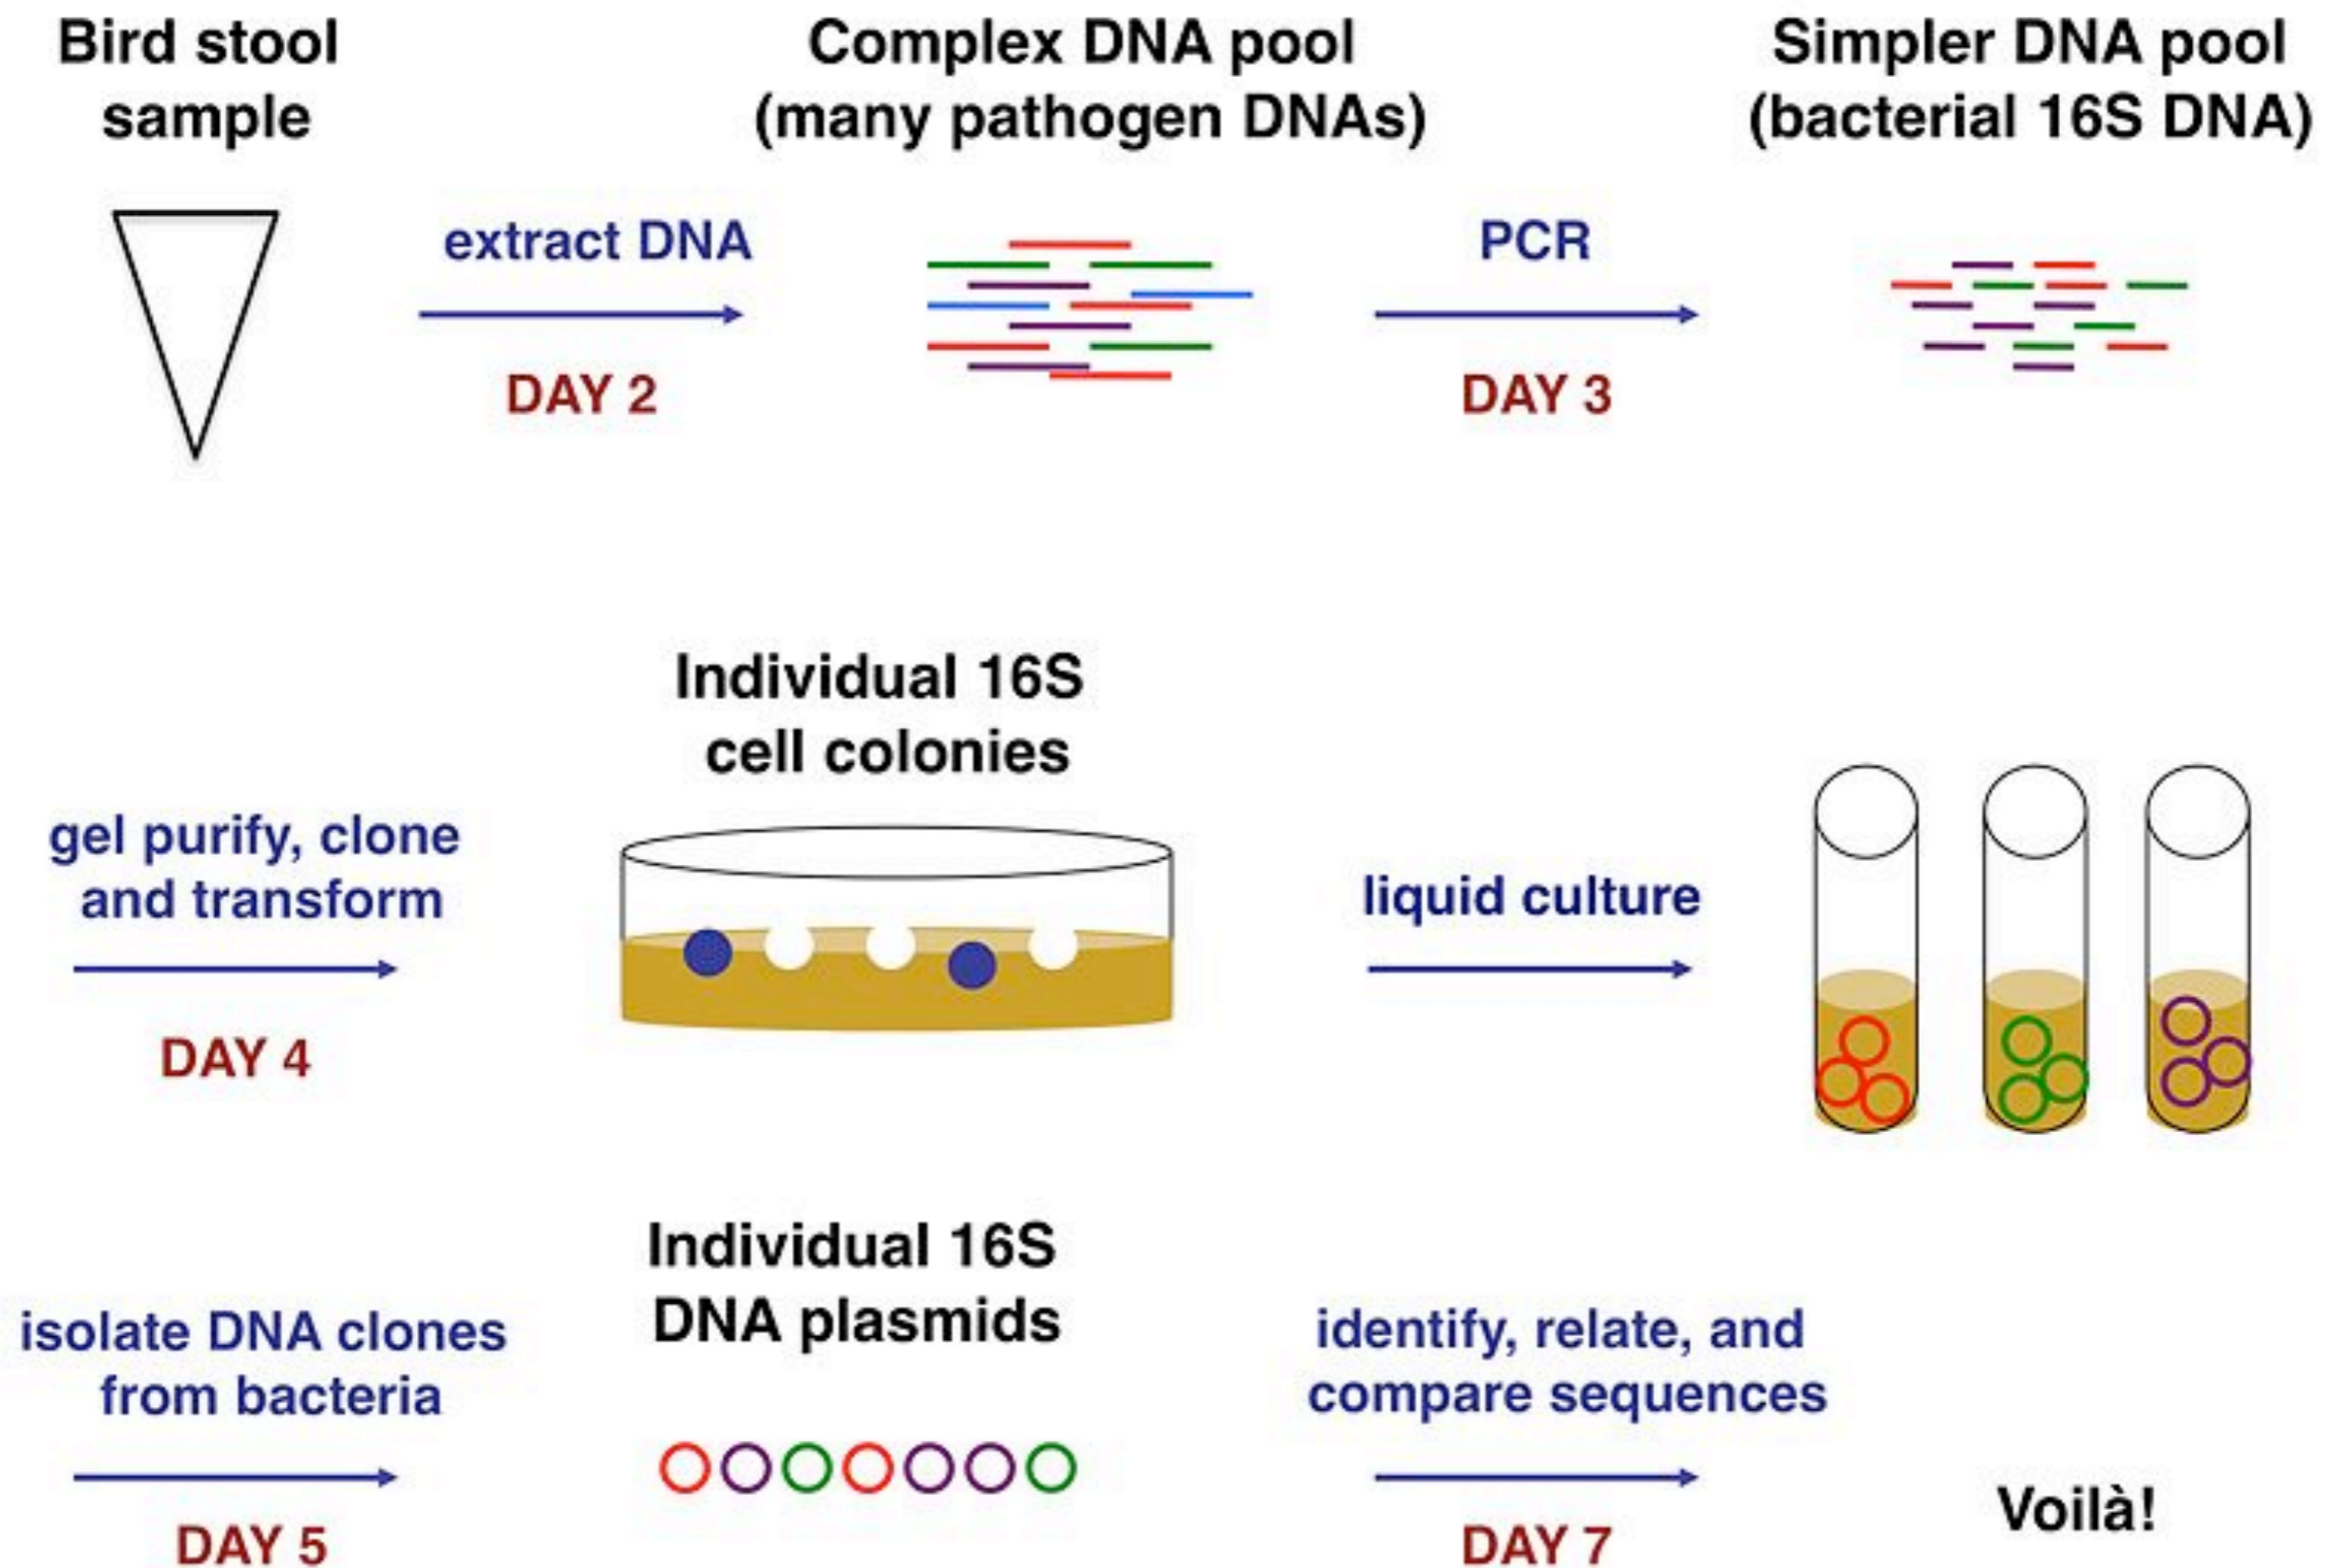 Bird stool
sample
Complex DNA pool
(many pathogen DNAs)
Simpler DNA pool
(bacterial 16S DNA)
extract DNA
DAY 2
PCR
DAY 3
Individual 16S
cell colonies
gel purify, clone
and transform
DAY 4
liquid culture
Individual 16S
DNA plasmids
isolate DNA clones
from bacteria
DAY 5
identify, relate, and
compare sequences
DAY 7
Voilà!